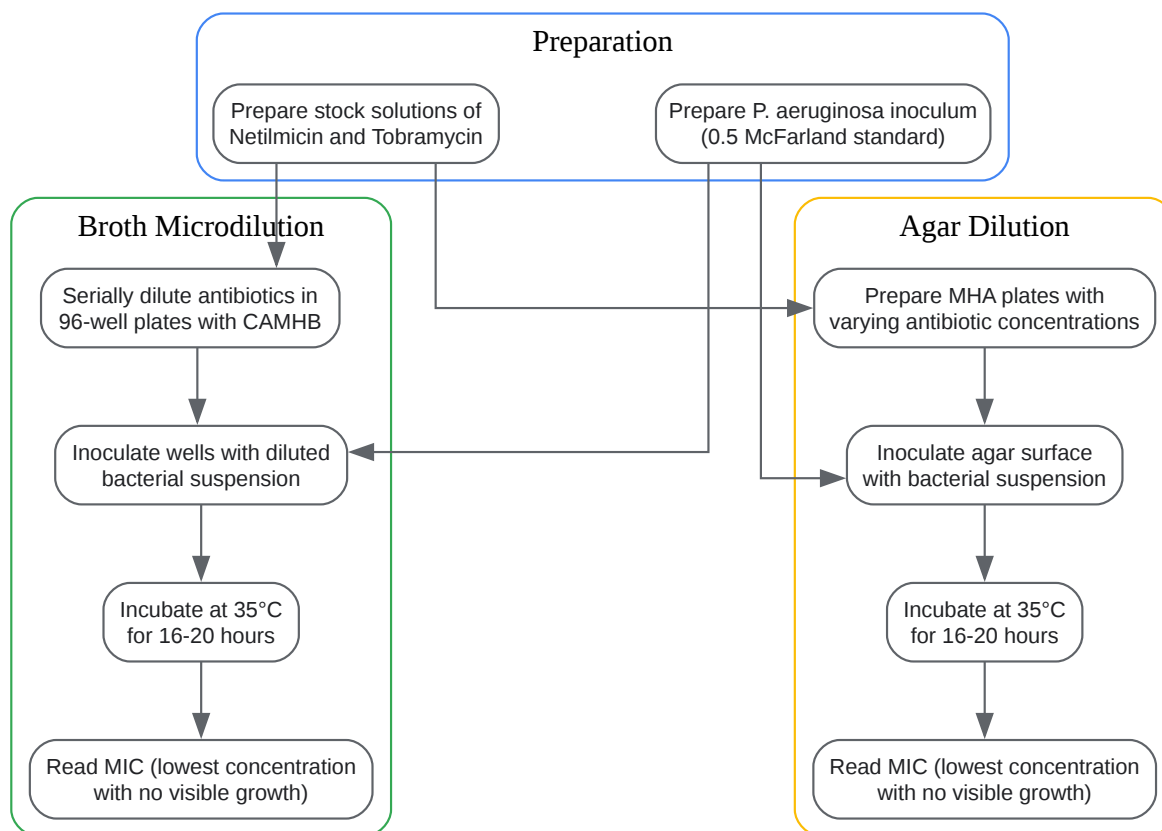 Preparation
Prepare stock solutions of
Netilmicin and Tobramycin
Prepare P. aeruginosa inoculum
(0.5 McFarland standard)
Broth Microdilution
Serially dilute antibiotics in
96-well plates with CAMHB
Inoculate wells with diluted
bacterial suspension
Incubate at 35°C
for 16-20 hours
Read MIC (lowest concentration
with no visible growth)
Agar Dilution
Prepare MHA plates with
varying antibiotic concentrations
Inoculate agar surface
with bacterial suspension
Incubate at 35°C
for 16-20 hours
Read MIC (lowest concentration
with no visible growth)